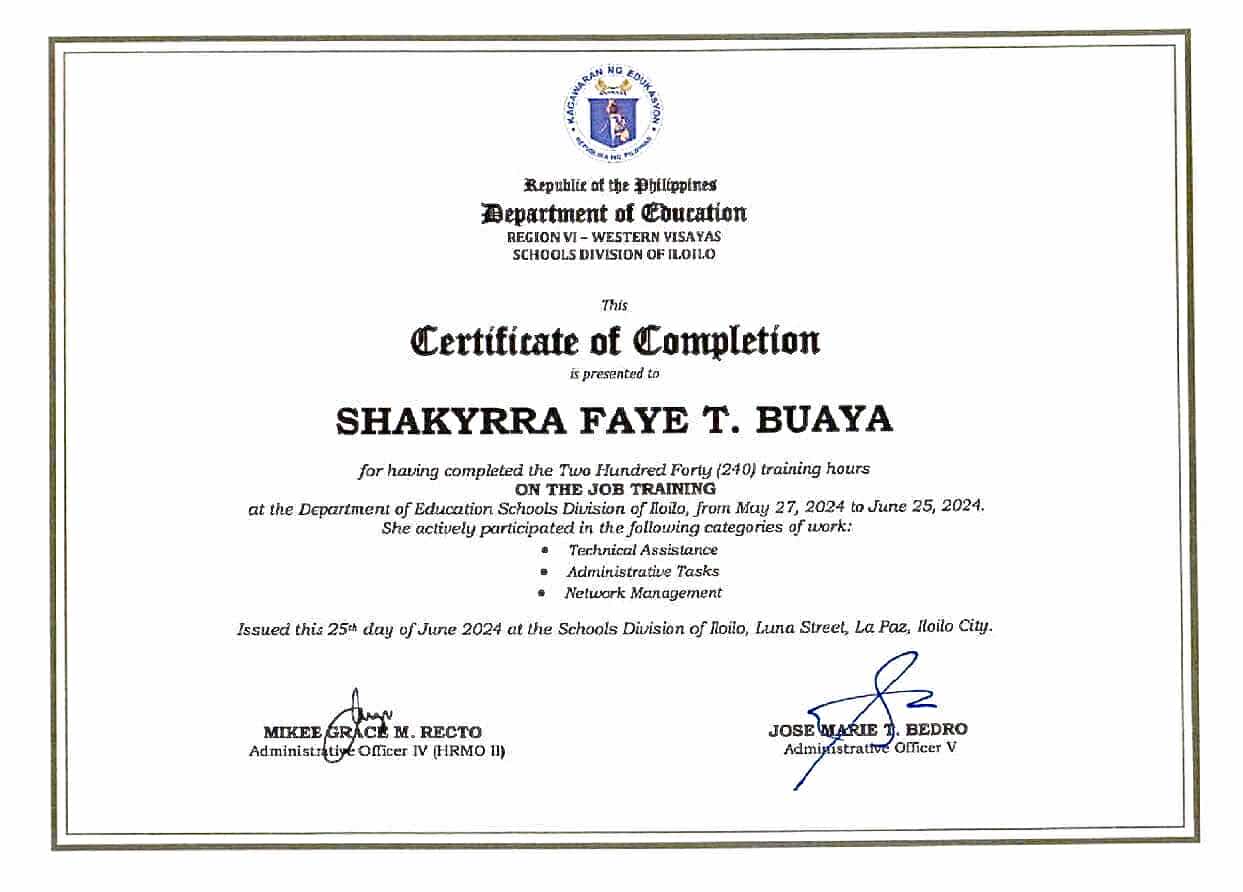 KAGAWARAN NG EDUKASYON
REPUBLIKA NG PILIPINAS
Republic of the Philippines
Department of Education
REGION VI – WESTERN VISAYAS
SCHOOLS DIVISION OF ILOILO
This
Certificate of Completion
is presented to
SHAKYRRA FAYE T. BUAYA
for having completed the Two Hundred Forty (240) training hours
ON THE JOB TRAINING
at the Department of Education Schools Division of Iloilo, from May 27, 2024 to June 25, 2024.
She actively participated in the following categories of work:
• Technical Assistance
• Administrative Tasks
• Network Management
Issued this 25th day of June 2024 at the Schools Division of Iloilo, Luna Street, La Paz, Iloilo City.
MIKEE GRACE M. RECTO
Administrative Officer IV (HRMO II)
JOSE MARIE T. BEDRO
Administrative Officer V